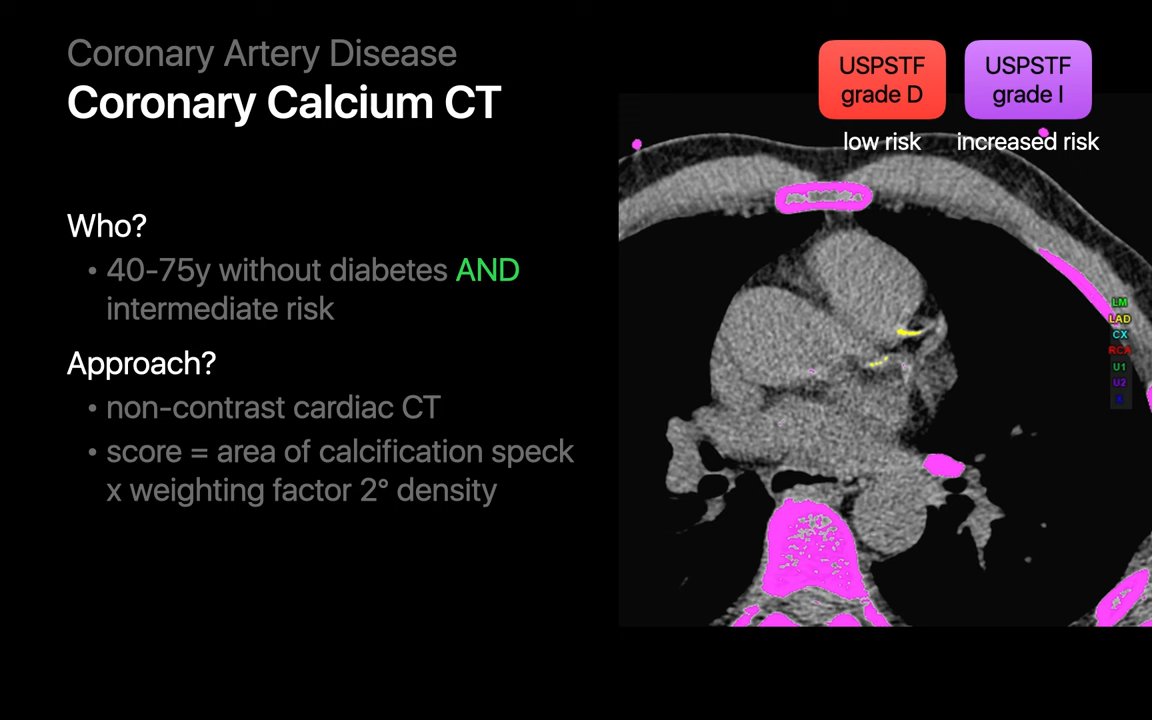 Coronary Artery Disease
Coronary Calcium CT
USPSTF
grade D
low risk
USPSTF
grade I
increased risk
Who?
• 40-75y without diabetes AND
intermediate risk
Approach?
• non-contrast cardiac CT
• score = area of calcification speck
x weighting factor 2° density
LM
LAD
CX
RCA
U1
U2